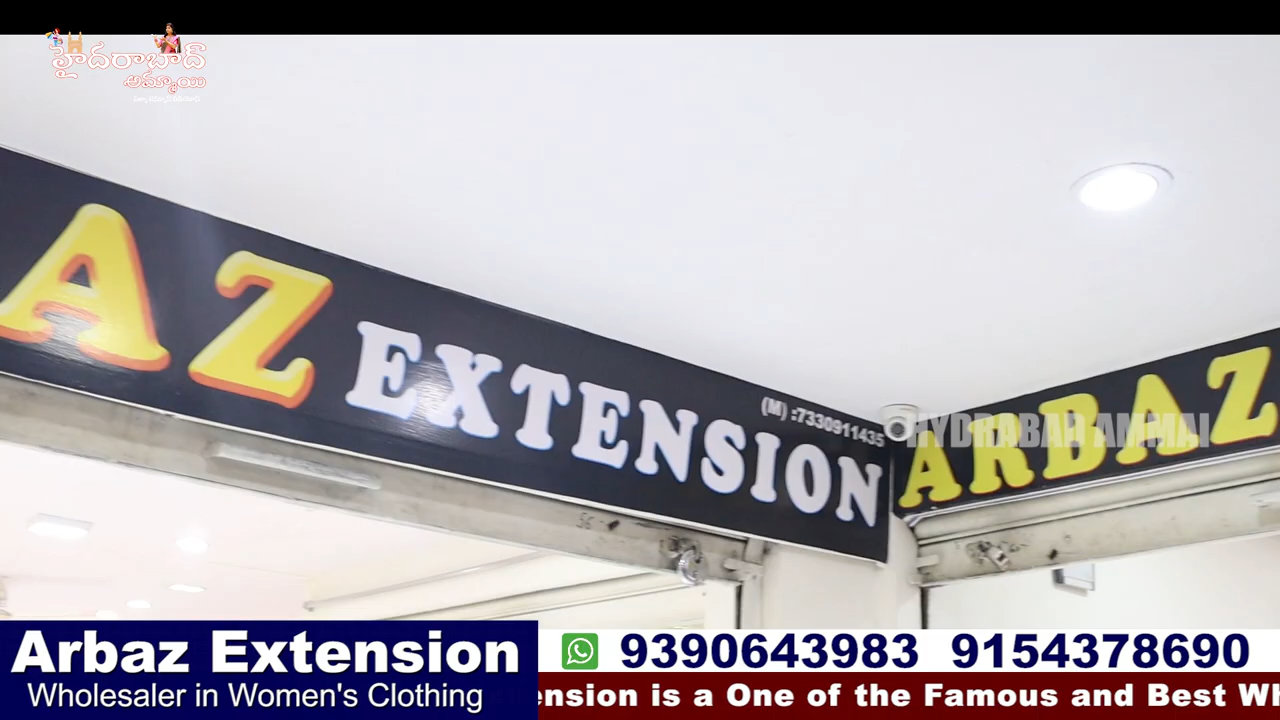 హైదరాబాద్
అమ్మాయి
AZ EXTENSION
(M) :7330911435
ARBAZ
HYDRABAD AMMAI
Arbaz Extension
Wholesaler in Women's Clothing
9390643983 9154378690
ension is a One of the Famous and Best Wh